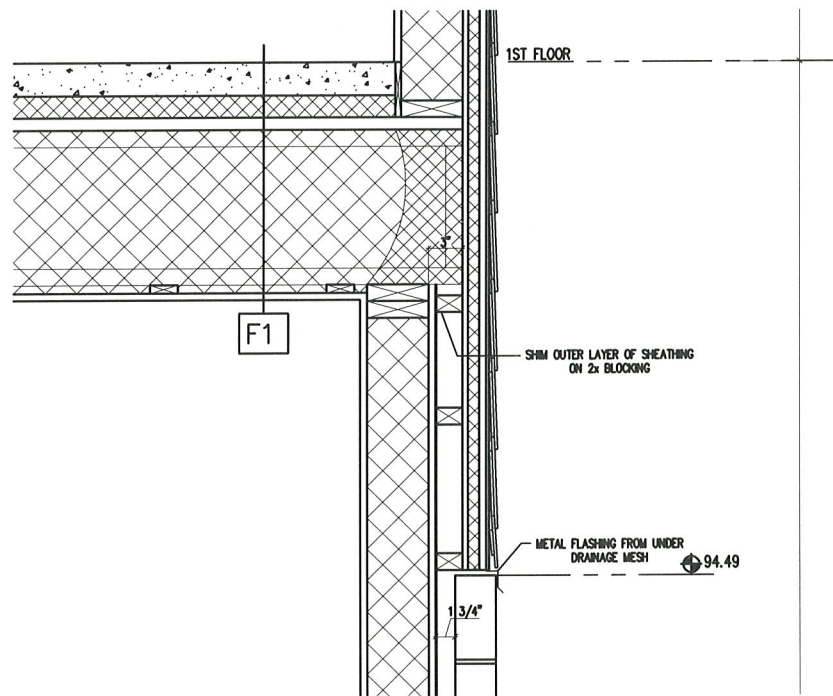 1ST FLOOR
3"
F1
SHIM OUTER LAYER OF SHEATHING
ON 2x BLOCKING
METAL FLASHING FROM UNDER
DRAINAGE MESH
94.49
1 3/4"